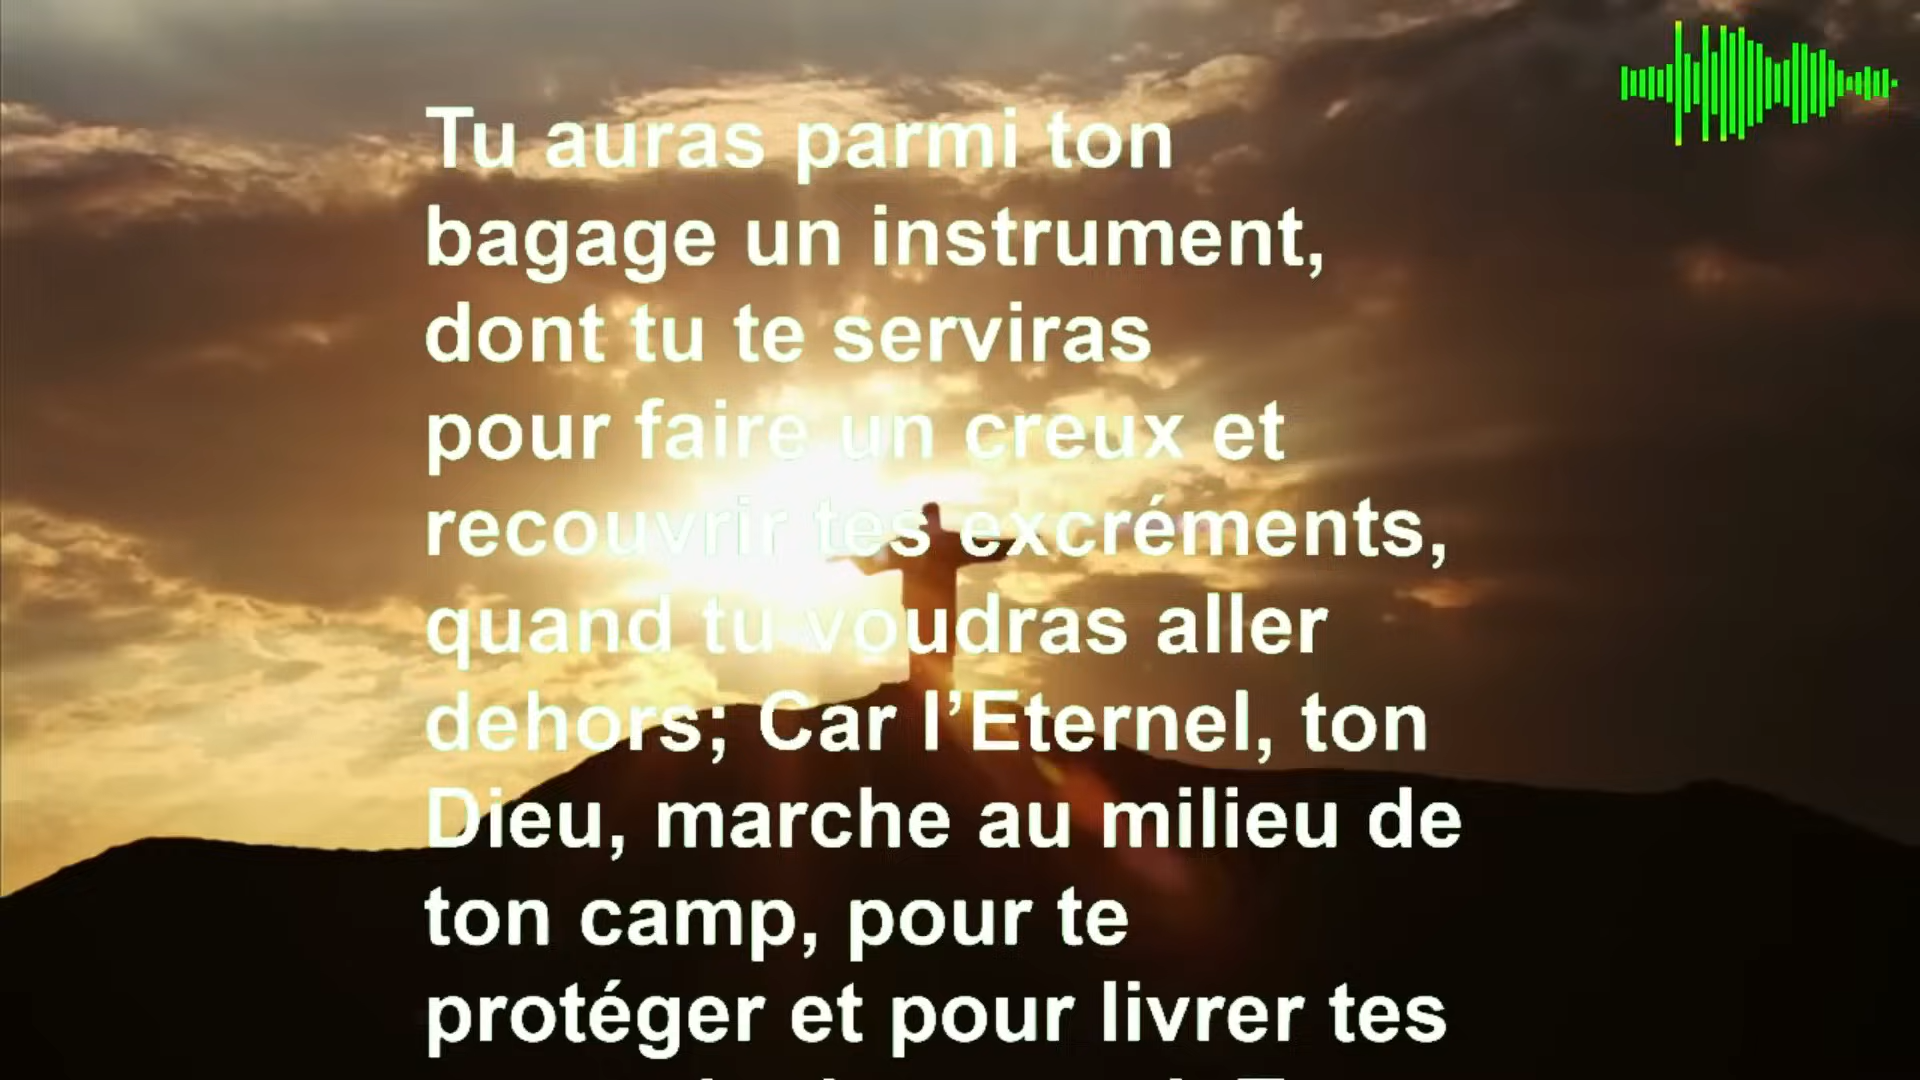 Tu auras parmi ton
bagage un instrument,
dont tu te serviras
pour faire un creux et
recouvrir tes excréments,
quand tu voudras aller
dehors; Car l’Eternel, ton
Dieu, marche au milieu de
ton camp, pour te
protéger et pour livrer tes